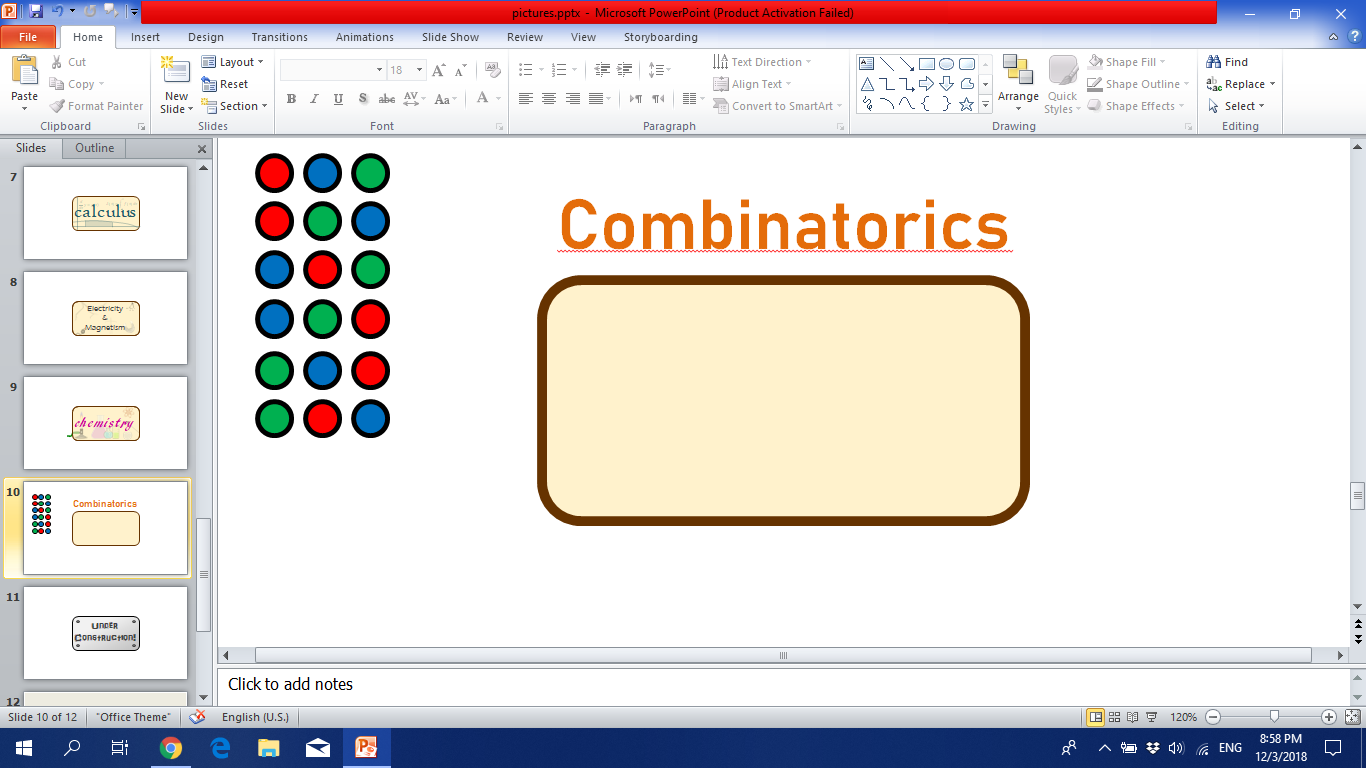 pictures.pptx - Microsoft PowerPoint (Product Activation Failed)
File Home Insert Design Transitions Animations Slide Show Review View Storyboarding
Paste
Cut
Copy
Format Painter
Clipboard
New
Slide
Layout
Reset
Section
Slides
18
A A Aa
B I U S abc AV Aa A
Font
Text Direction
Align Text
Convert to SmartArt
Paragraph
Arrange
Quick
Styles
Shape Fill
Shape Outline
Shape Effects
Drawing
Find
Replace
Select
Editing
Slides Outline
7
calculus
8
Electricity
&
Magnetism
9
chemistry
10
Combinatorics
11
Under
Construction!
12
Combinatorics
Click to add notes
Slide 10 of 12 "Office Theme" English (U.S.) 120%
ENG
8:58 PM
12/3/2018